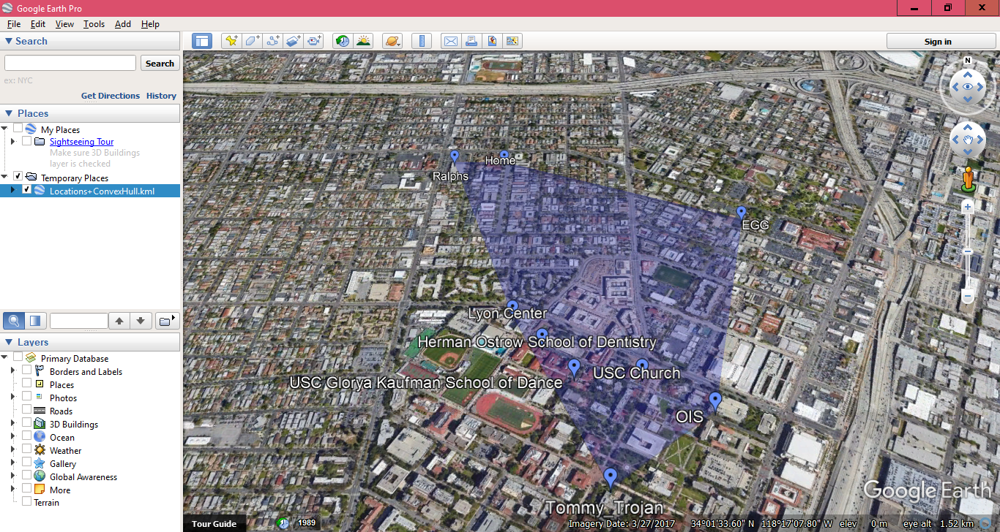 Google Earth Pro
File Edit View Tools Add Help
Search
Search
ex: NYC
Get Directions History
Places
My Places
Sightseeing Tour
Make sure 3D Buildings
layer is checked
Temporary Places
Locations+ConvexHull.kml
Layers
Primary Database
Borders and Labels
Places
Photos
Roads
3D Buildings
Ocean
Weather
Gallery
Global Awareness
More
Terrain
Sign in
N
Home
Ralphs
EGG
Lyon Center
Herman Ostrow School of Dentistry
USC Church
USC Glorya Kaufman School of Dance
OIS
Tommy_Trojan
Google Earth
Tour Guide
1989
Imagery Date: 3/27/2017 34°01'33.60" N 118°17'07.80" W elev 0 m eye alt 1.52 km